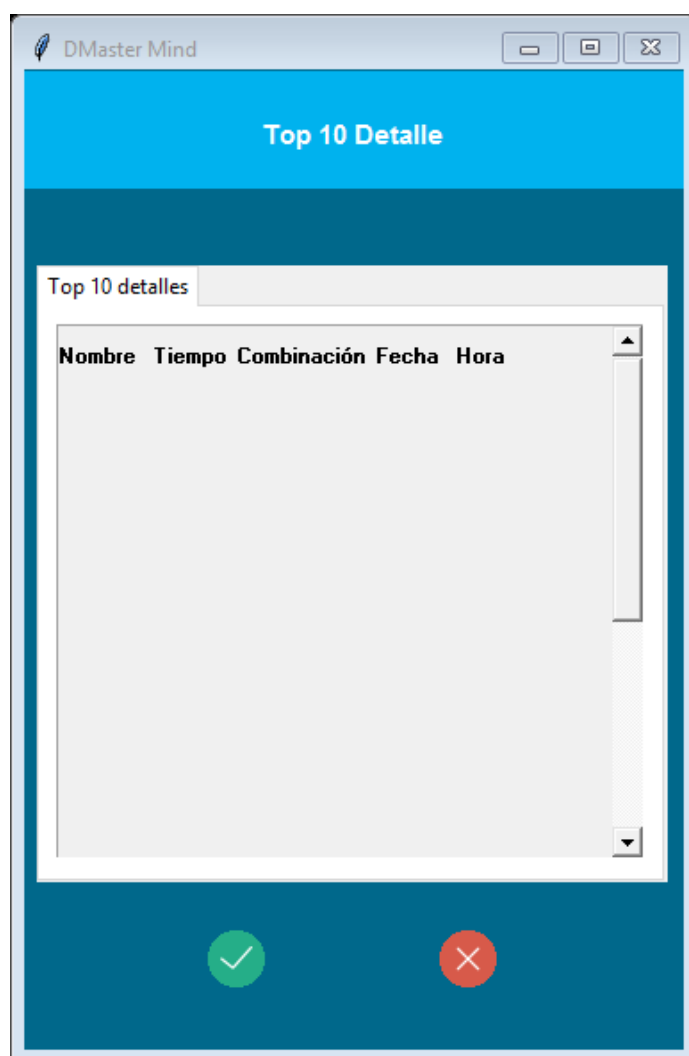 DMaster Mind
Top 10 Detalle
Top 10 detalles
Nombre Tiempo Combinación Fecha Hora